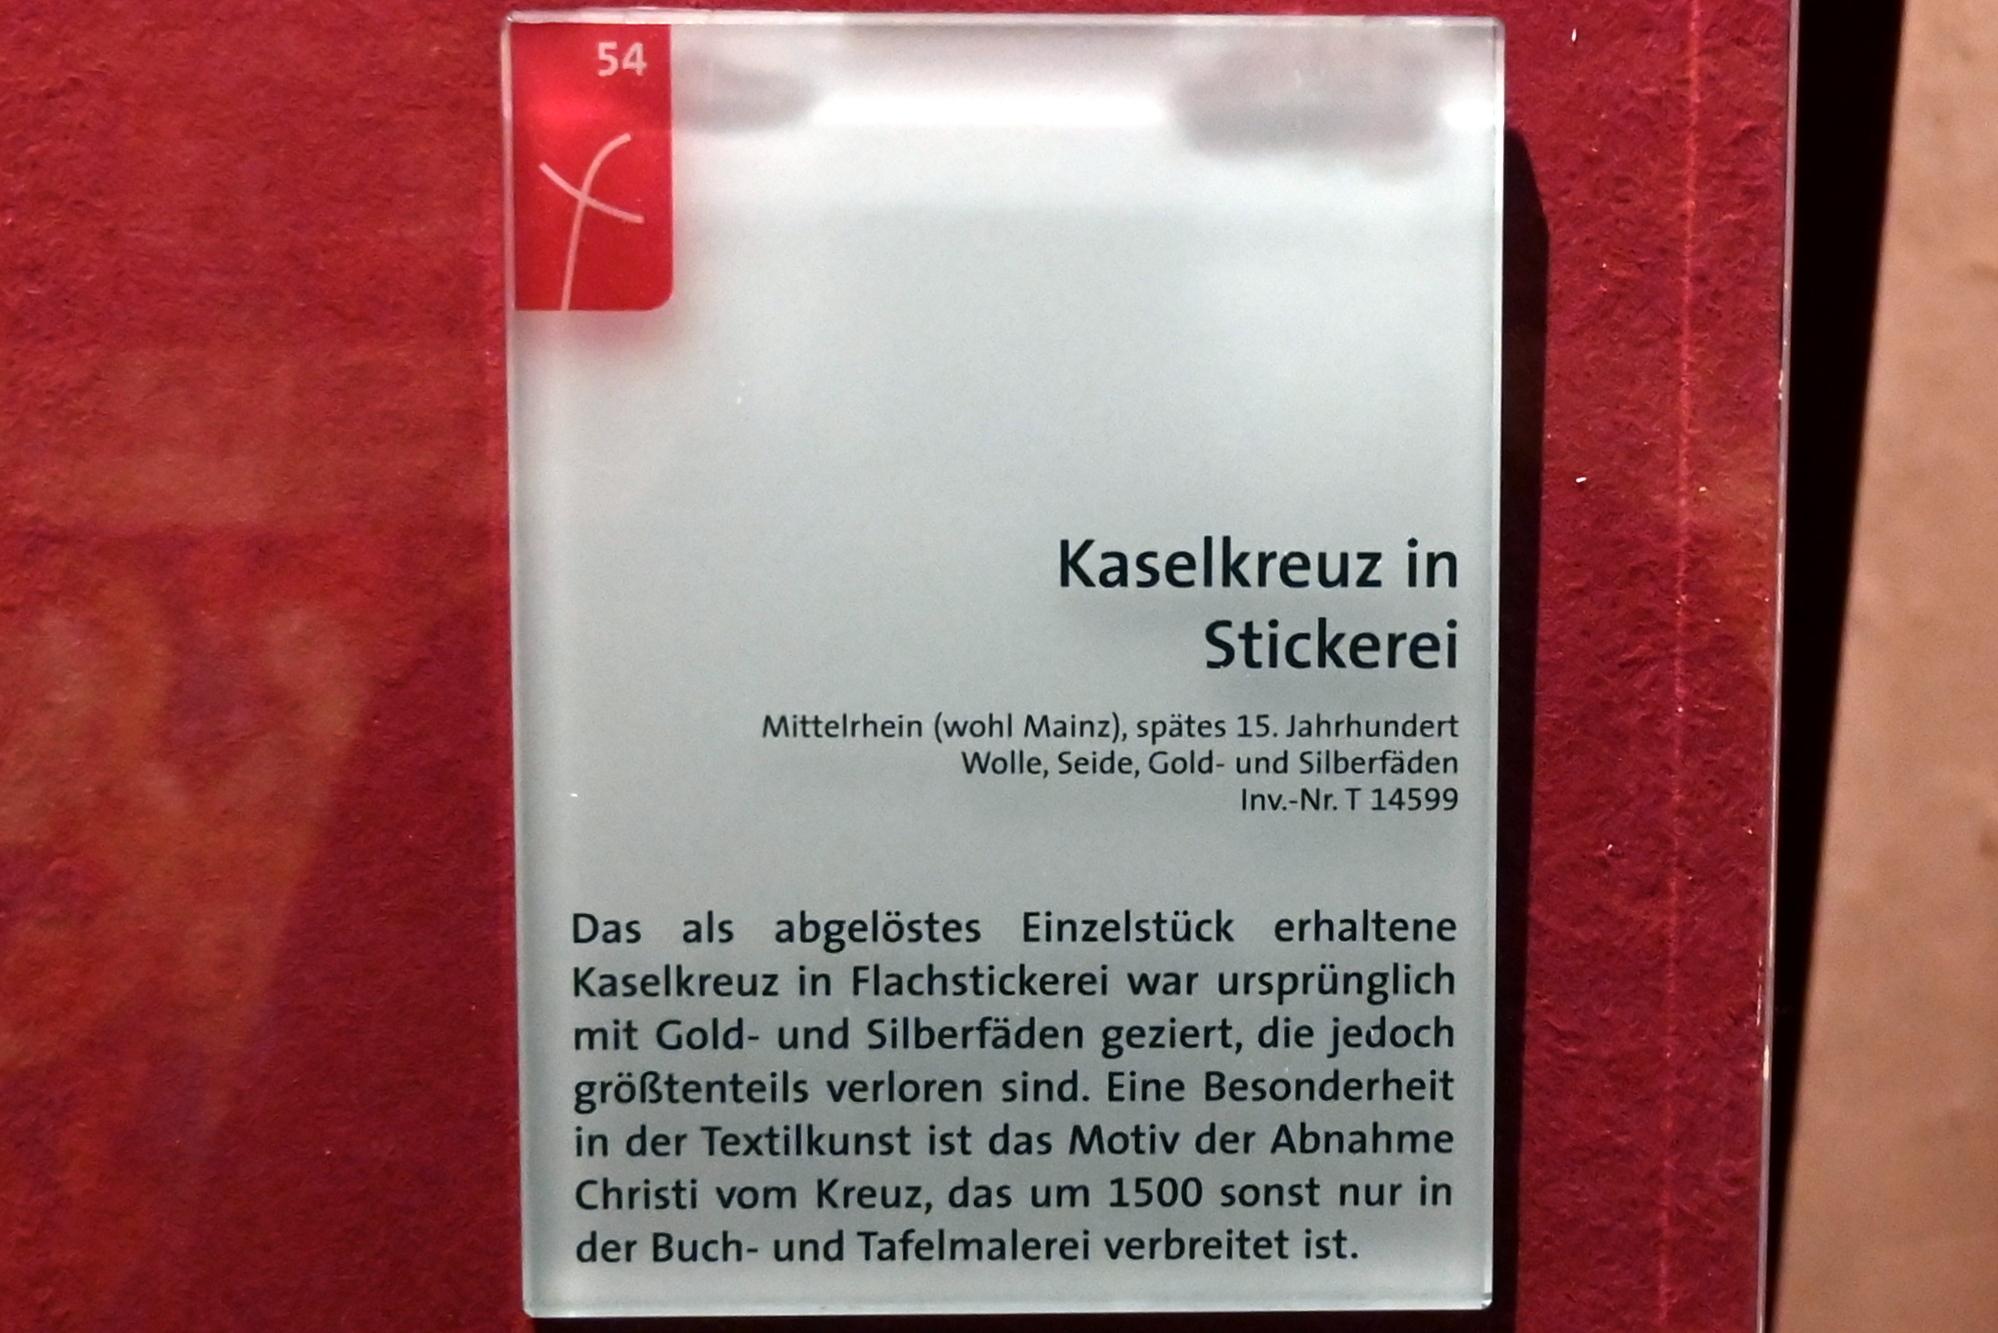 54
Kaselkreuz in
Stickerei
Mittelrhein (wohl Mainz), spätes 15. Jahrhundert
Wolle, Seide, Gold- und Silberfäden
Inv.-Nr. T 14599
Das als abgelöstes Einzelstück erhaltene
Kaselkreuz in Flachstickerei war ursprünglich
mit Gold- und Silberfäden geziert, die jedoch
größtenteils verloren sind. Eine Besonderheit
in der Textilkunst ist das Motiv der Abnahme
Christi vom Kreuz, das um 1500 sonst nur in
der Buch- und Tafelmalerei verbreitet ist.